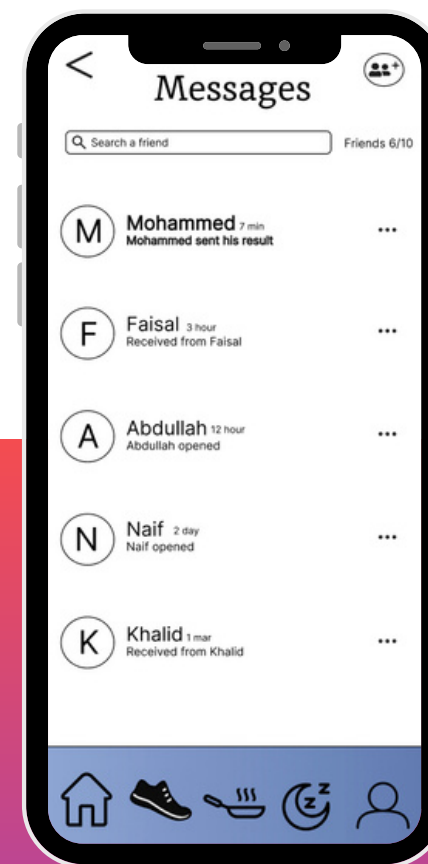 Messages
Search a friend
Friends 6/10
M
Mohammed 7 min
Mohammed sent his result
F
Faisal 3 hour
Received from Faisal
A
Abdullah 12 hour
Abdullah opened
N
Naif 2 day
Naif opened
K
Khalid 1 mar
Received from Khalid
z z